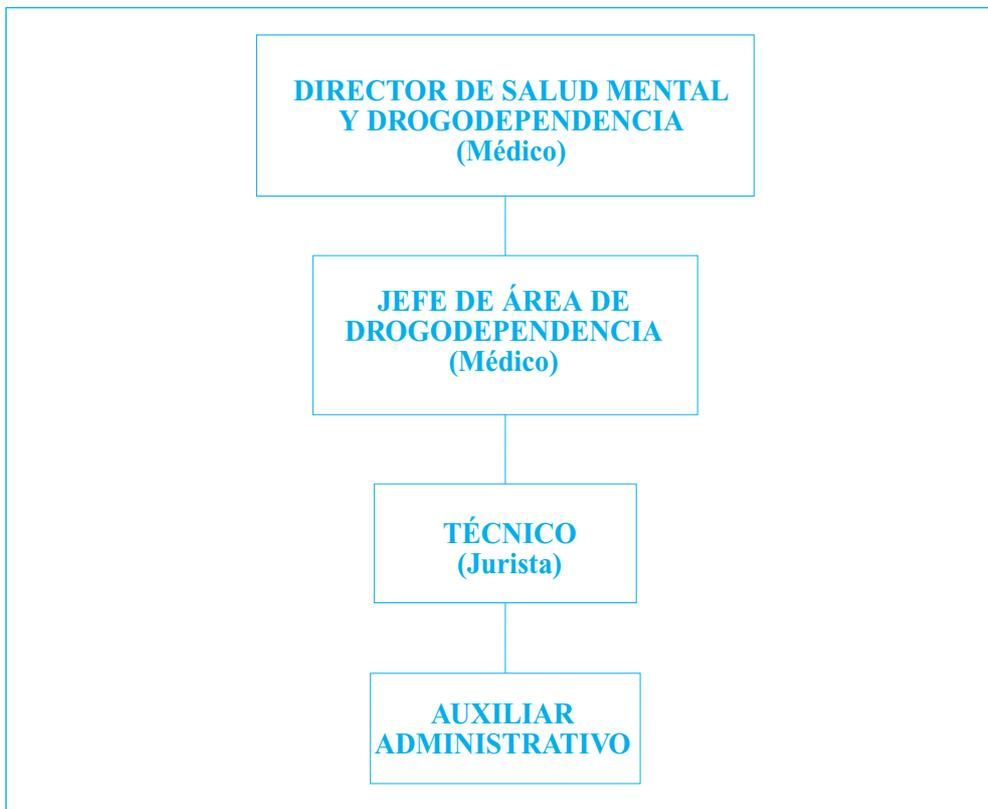 DIRECTOR DE SALUD MENTAL
Y DROGODEPENDENCIA
(Médico)
JEFE DE ÁREA DE
DROGODEPENDENCIA
(Médico)
TÉCNICO
(Jurista)
AUXILIAR
ADMINISTRATIVO